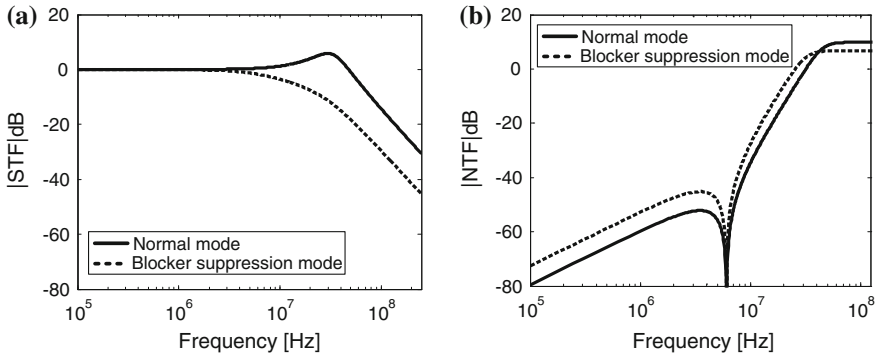 (a)
20
0
-20
-40
-60
-80
|STF|dB
Normal mode
Blocker suppression mode
10^5
10^6
10^7
10^8
Frequency [Hz]
(b)
20
0
-20
-40
-60
-80
|NTF|dB
Normal mode
Blocker suppression mode
10^5
10^6
10^7
10^8
Frequency [Hz]